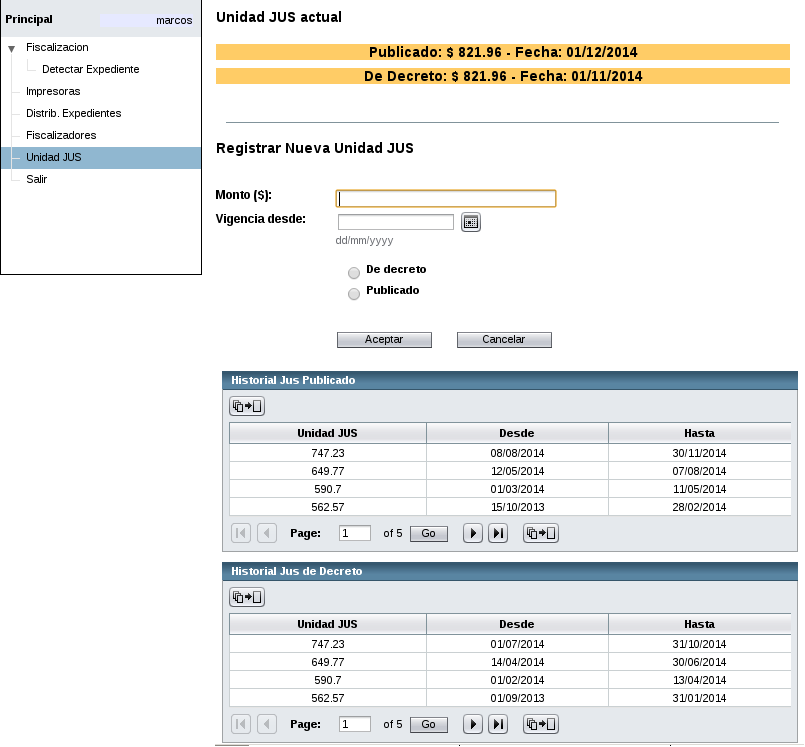 Principal marcos
Fiscalizacion
Detectar Expediente
Impresoras
Distrib. Expedientes
Fiscalizadores
Unidad JUS
Salir
Unidad JUS actual
Publicado: $ 821.96 - Fecha: 01/12/2014
De Decreto: $ 821.96 - Fecha: 01/11/2014
Registrar Nueva Unidad JUS
Monto ($):
Vigencia desde:
dd/mm/yyyy
De decreto
Publicado
Aceptar Cancelar
Historial Jus Publicado
Unidad JUS Desde Hasta
747.23 08/08/2014 30/11/2014
649.77 12/05/2014 07/08/2014
590.7 01/03/2014 11/05/2014
562.57 15/10/2013 28/02/2014
Page: 1 of 5 Go
Historial Jus de Decreto
Unidad JUS Desde Hasta
747.23 01/07/2014 31/10/2014
649.77 14/04/2014 30/06/2014
590.7 01/02/2014 13/04/2014
562.57 01/09/2013 31/01/2014
Page: 1 of 5 Go